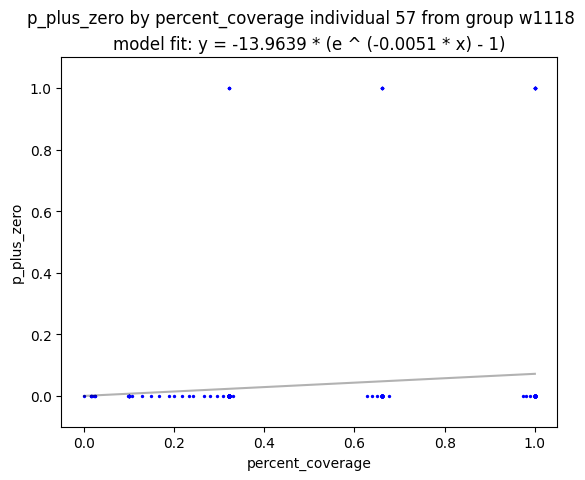 p_plus_zero by percent_coverage individual 57 from group w1118
model fit: y = -13.9639 * (e ^ (-0.0051 * x) - 1)
1.0
0.8
0.6
0.4
0.2
0.0
p_plus_zero
0.0 0.2 0.4 0.6 0.8 1.0
percent_coverage